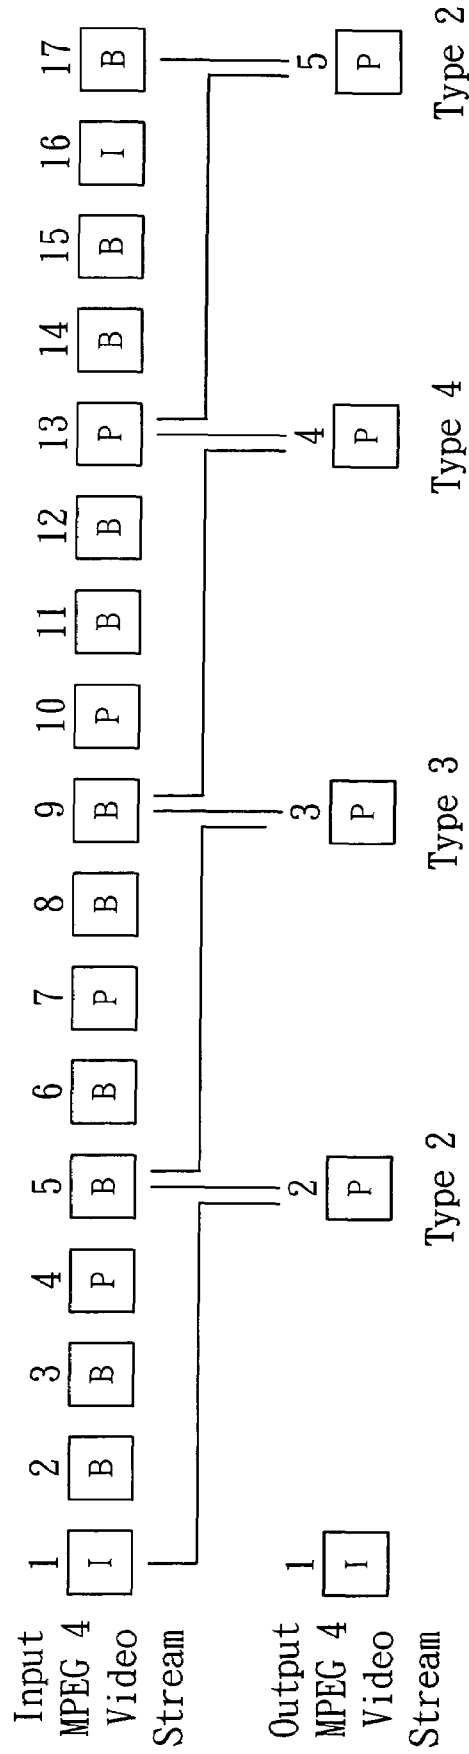 Input
MPEG 4
Video
Stream
1 2 3 4 5 6 7 8 9 10 11 12 13 14 15 16 17
I B B P B B P B B P B B P B B I B
Output
MPEG 4
Video
Stream
1 2 3 4 5
I P P P P
Type 2 Type 3 Type 4 Type 2